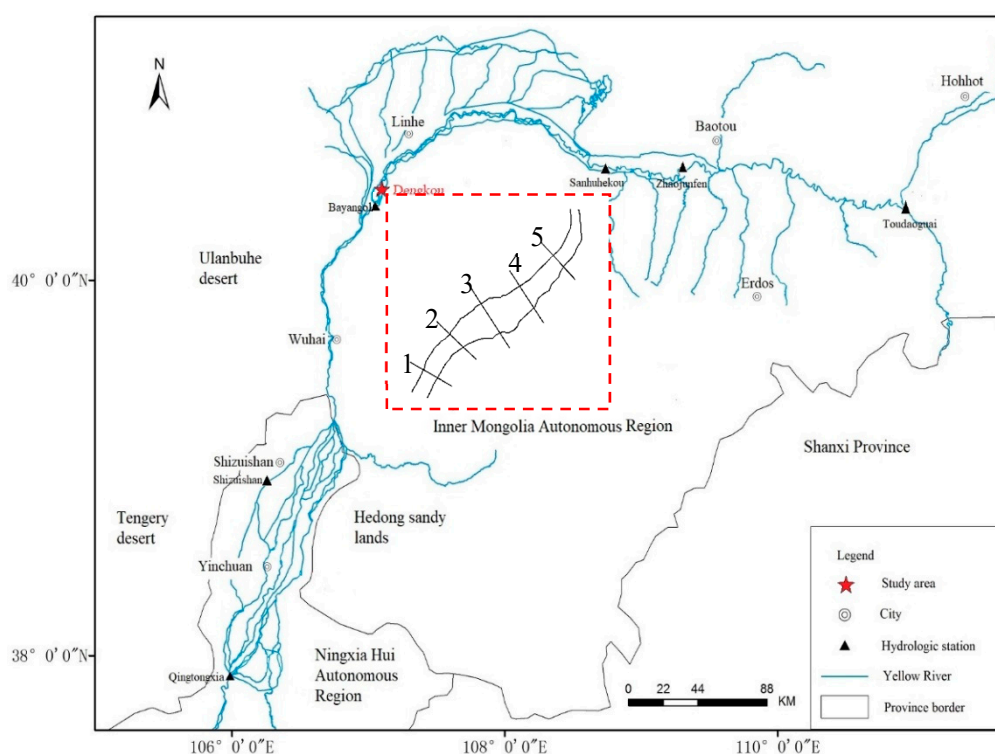 N
Hohhot
Linhe
Baotou
Dengkou
Sanhuhekou
Zhaojunfen
Bayangol
Toudaoguai
5
Ulanbuhe
desert
4
40° 0′0″N
3
Erdos
2
Wuhai
1
Inner Mongolia Autonomous Region
Shanxi Province
Shizuishan
Shizuishan
Tengery
desert
Hedong sandy
lands
Legend
Yinchuan
Study area
City
Hydrologic station
38° 0′0″N
Ningxia Hui
Autonomous
Region
Qingtongxia
Yellow River
0 22 44 88
KM
Province border
106° 0′0″E
108° 0′0″E
110° 0′0″E